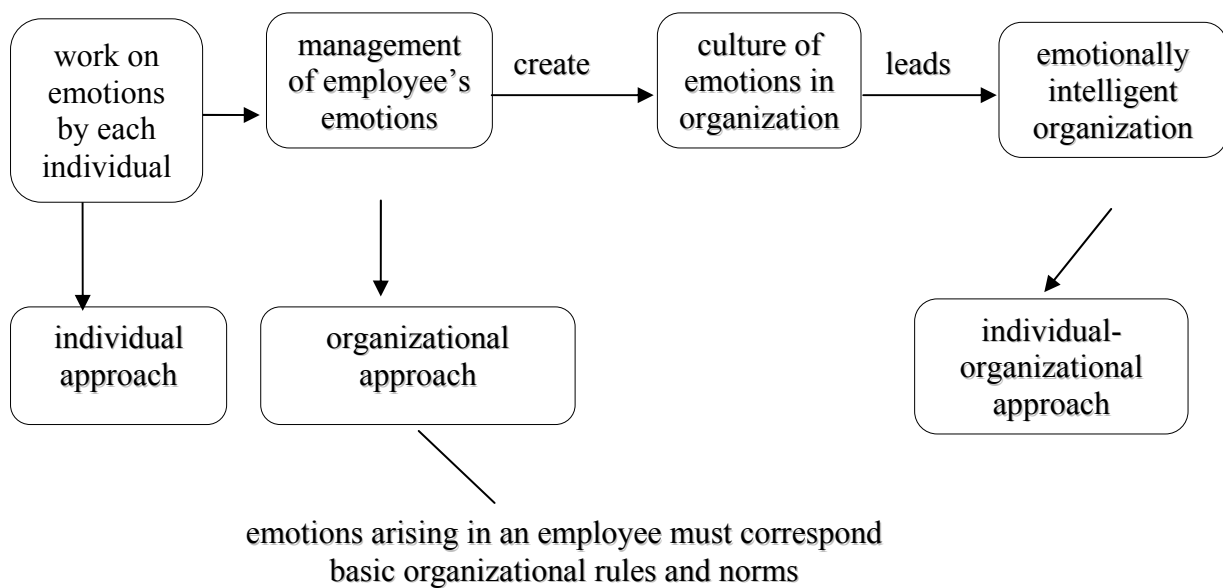 work on
emotions
by each
individual
management
of employee's
emotions
create
culture of
emotions in
organization
leads
emotionally
intelligent
organization
individual
approach
organizational
approach
individual-
organizational
approach
emotions arising in an employee must correspond
basic organizational rules and norms